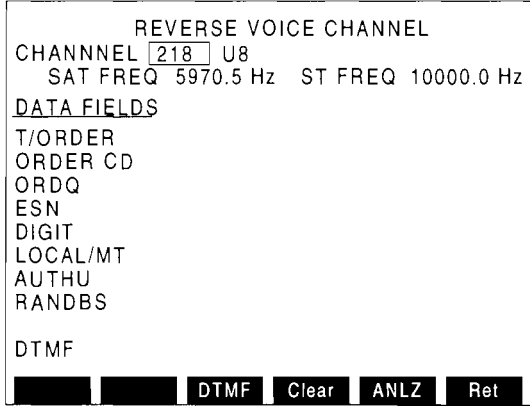 REVERSE VOICE CHANNEL
CHANNNEL 218 U8
SAT FREQ 5970.5 Hz ST FREQ 10000.0 Hz
DATA FIELDS
T/ORDER
ORDER CD
ORDQ
ESN
DIGIT
LOCAL/MT
AUTHU
RANDBS
DTMF
DTMF Clear ANLZ Ret